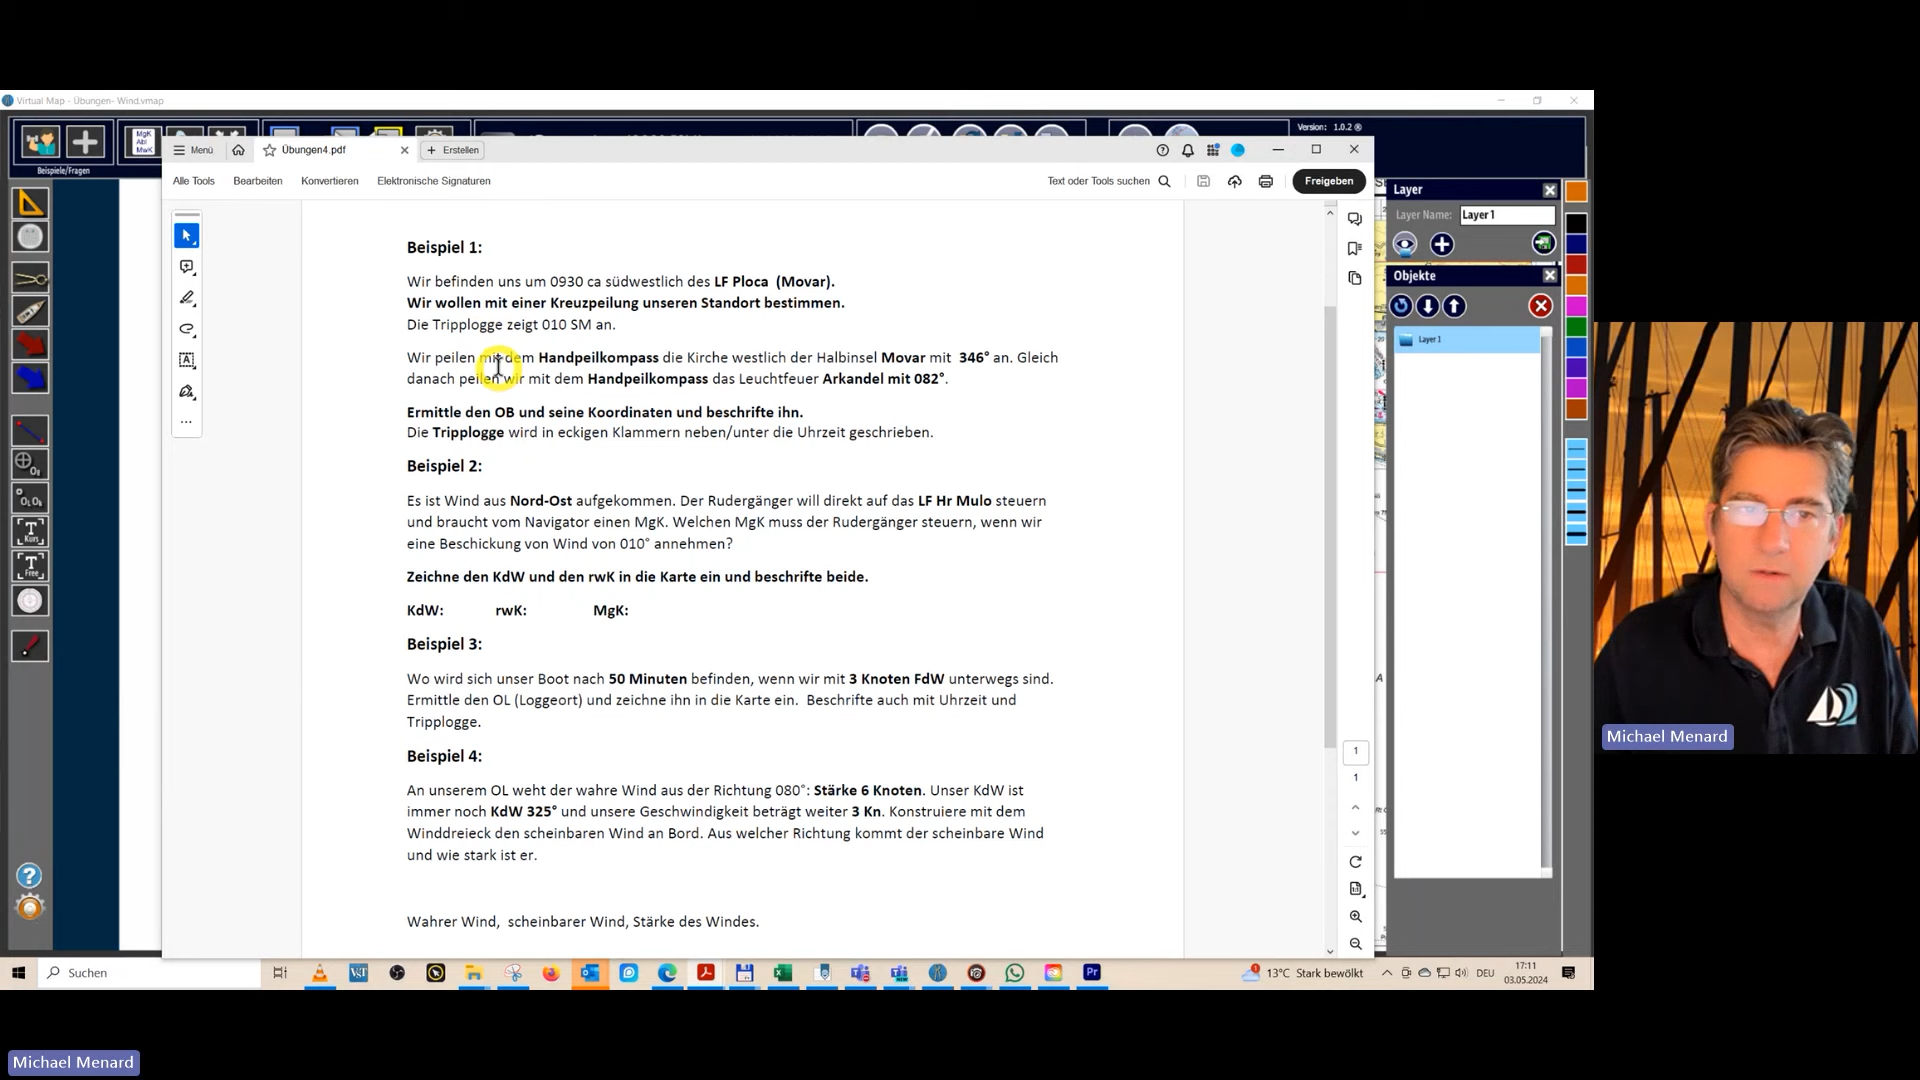 Virtual Map - Übungen- Wind.vmap
Version: 1.0.2 ®
MgK
Abl
MwK
Beispiele/Fragen
Menü
Übungen4.pdf
Erstellen
Alle Tools
Bearbeiten
Konvertieren
Elektronische Signaturen
Text oder Tools suchen
Freigeben
Beispiel 1:
Wir befinden uns um 0930 ca südwestlich des LF Ploca (Movar).
Wir wollen mit einer Kreuzpeilung unseren Standort bestimmen.
Die Tripplogge zeigt 010 SM an.
Wir peilen mit dem Handpeilkompass die Kirche westlich der Halbinsel Movar mit 346° an. Gleich
danach peilen wir mit dem Handpeilkompass das Leuchtfeuer Arkandel mit 082°.
Ermittle den OB und seine Koordinaten und beschrifte ihn.
Die Tripplogge wird in eckigen Klammern neben/unter die Uhrzeit geschrieben.
Beispiel 2:
Es ist Wind aus Nord-Ost aufgekommen. Der Rudergänger will direkt auf das LF Hr Mulo steuern
und braucht vom Navigator einen MgK. Welchen MgK muss der Rudergänger steuern, wenn wir
eine Beschickung von Wind von 010° annehmen?
Zeichne den KdW und den rwK in die Karte ein und beschrifte beide.
KdW: rwK: MgK:
Beispiel 3:
Wo wird sich unser Boot nach 50 Minuten befinden, wenn wir mit 3 Knoten FdW unterwegs sind.
Ermittle den OL (Loggeort) und zeichne ihn in die Karte ein. Beschrifte auch mit Uhrzeit und
Tripplogge.
Beispiel 4:
An unserem OL weht der wahre Wind aus der Richtung 080°: Stärke 6 Knoten. Unser KdW ist
immer noch KdW 325° und unsere Geschwindigkeit beträgt weiter 3 Kn. Konstruiere mit dem
Winddreieck den scheinbaren Wind an Bord. Aus welcher Richtung kommt der scheinbare Wind
und wie stark ist er.
Wahrer Wind, scheinbarer Wind, Stärke des Windes.
1
1
Layer
Layer Name: Layer 1
Objekte
Layer 1
Kurs
Free
Suchen
13°C Stark bewölkt
DEU
17:11
03.05.2024
Michael Menard
Michael Menard